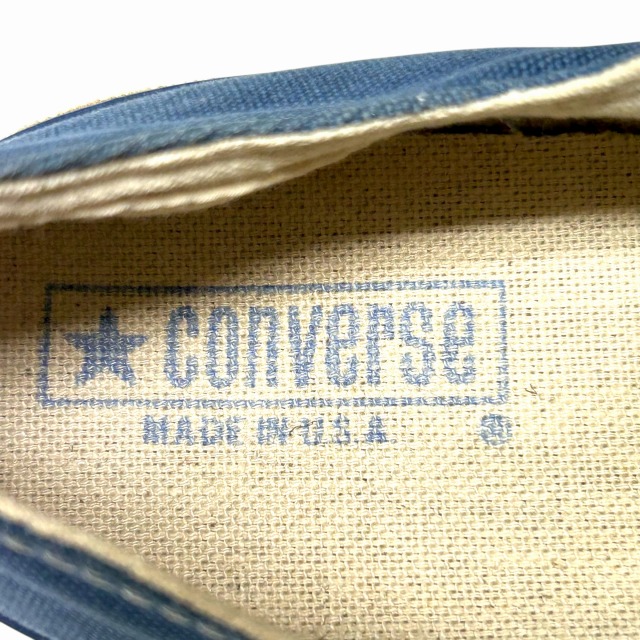 ★ converse
MADE IN U.S.A.
®